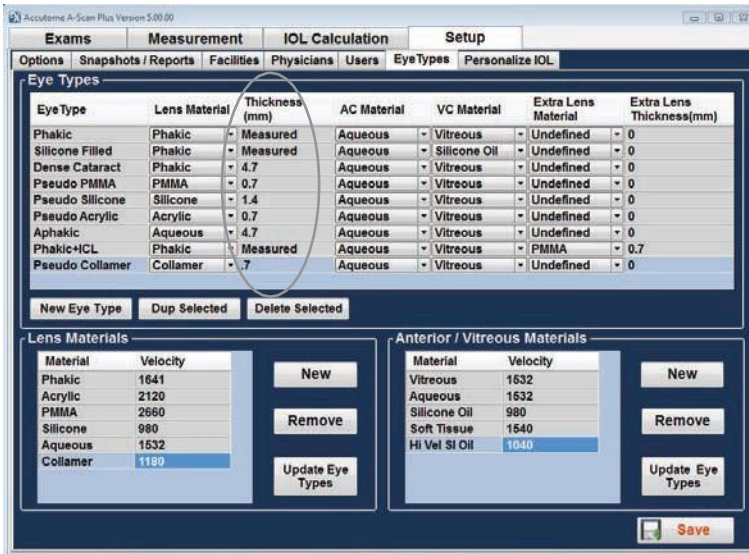 Accutome A-Scan Plus Version 5.00.00
Exams Measurement IOL Calculation Setup
Options Snapshots / Reports Facilities Physicians Users Eye Types Personalize IOL
Eye Types
Eye Type Lens Material Thickness (mm) AC Material VC Material Extra Lens Material Extra Lens Thickness(mm)
Phakic Phakic Measured Aqueous Vitreous Undefined 0
Silicone Filled Phakic Measured Aqueous Silicone Oil Undefined 0
Dense Cataract Phakic 4.7 Aqueous Vitreous Undefined 0
Pseudo PMMA PMMA 0.7 Aqueous Vitreous Undefined 0
Pseudo Silicone Silicone 1.4 Aqueous Vitreous Undefined 0
Pseudo Acrylic Acrylic 0.7 Aqueous Vitreous Undefined 0
Aphakic Aqueous 4.7 Aqueous Vitreous Undefined 0
Phakic+ICL Phakic Measured Aqueous Vitreous PMMA 0.7
Pseudo Collamer Collamer .7 Aqueous Vitreous Undefined 0
New Eye Type Dup Selected Delete Selected
Lens Materials
Material Velocity
Phakic 1641
Acrylic 2120
PMMA 2660
Silicone 980
Aqueous 1532
Collamer 1180
New
Remove
Update Eye Types
Anterior / Vitreous Materials
Material Velocity
Vitreous 1532
Aqueous 1532
Silicone Oil 980
Soft Tissue 1540
Hi Vel SI Oil 1040
New
Remove
Update Eye Types
Save